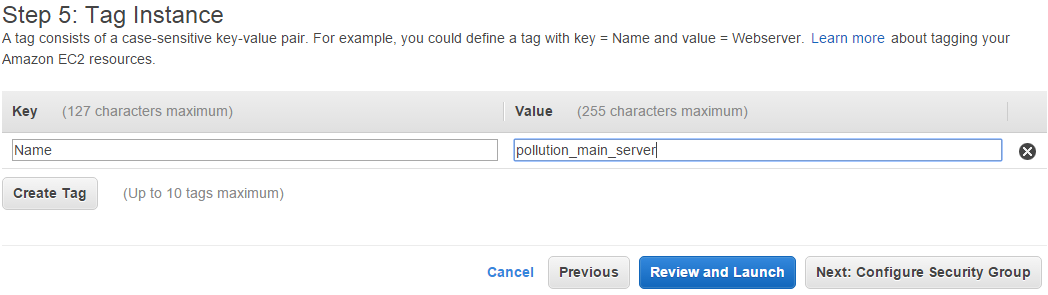 Step 5: Tag Instance
A tag consists of a case-sensitive key-value pair. For example, you could define a tag with key = Name and value = Webserver. Learn more about tagging your
Amazon EC2 resources.
Key (127 characters maximum) Value (255 characters maximum)
Name pollution_main_server
Create Tag (Up to 10 tags maximum)
Cancel Previous Review and Launch Next: Configure Security Group